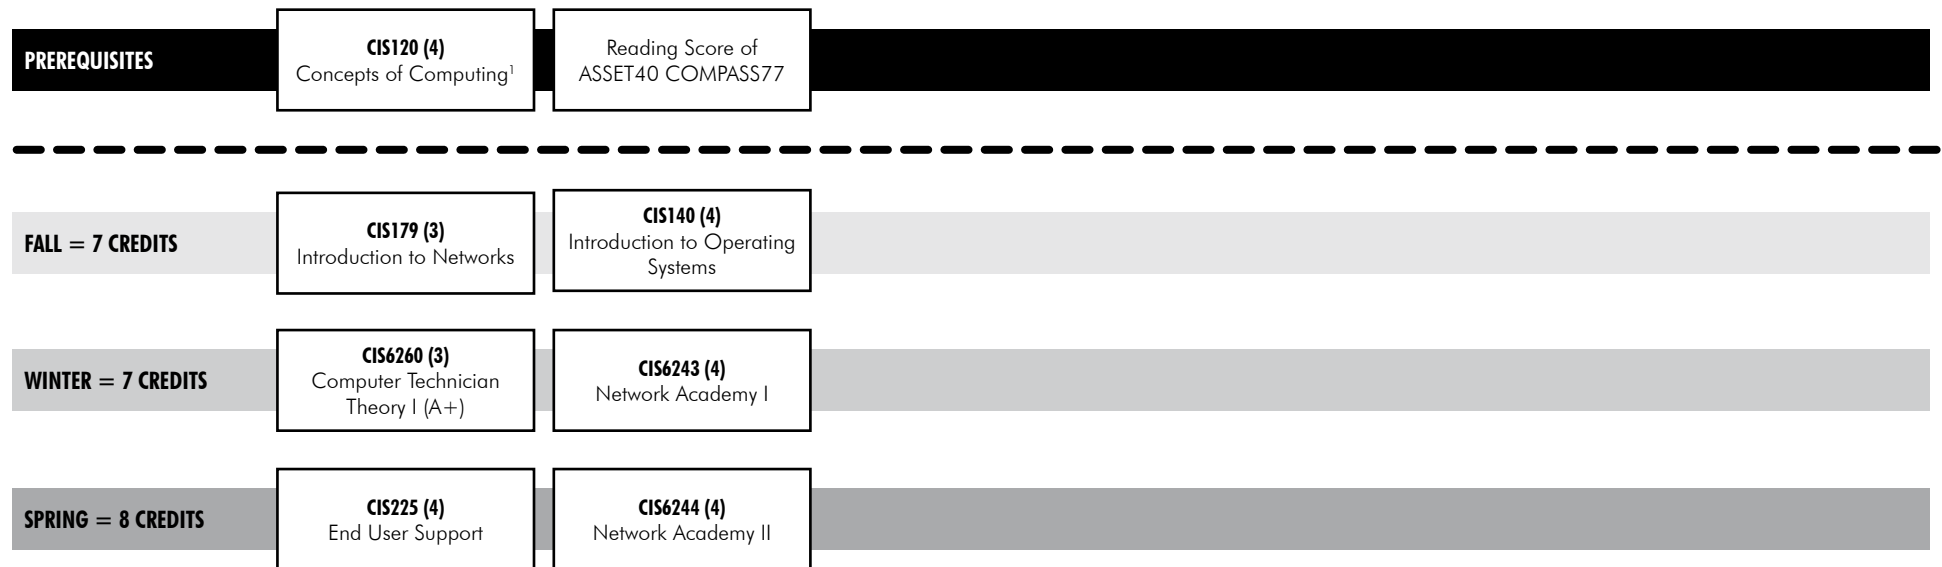 PREREQUISITES
CIS120 (4)
Concepts of Computing¹
Reading Score of
ASSET40 COMPASS77
FALL = 7 CREDITS
CIS179 (3)
Introduction to Networks
CIS140 (4)
Introduction to Operating
Systems
WINTER = 7 CREDITS
CIS6260 (3)
Computer Technician
Theory I (A+)
CIS6243 (4)
Network Academy I
SPRING = 8 CREDITS
CIS225 (4)
End User Support
CIS6244 (4)
Network Academy II